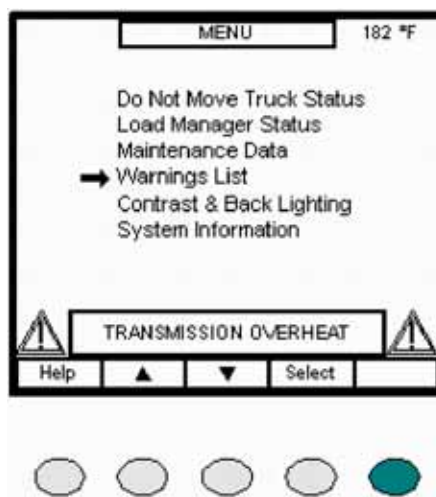 MENU 182 °F
Do Not Move Truck Status
Load Manager Status
Maintenance Data
Warnings List
Contrast & Back Lighting
System Information
TRANSMISSION OVERHEAT
Help ▲ ▼ Select